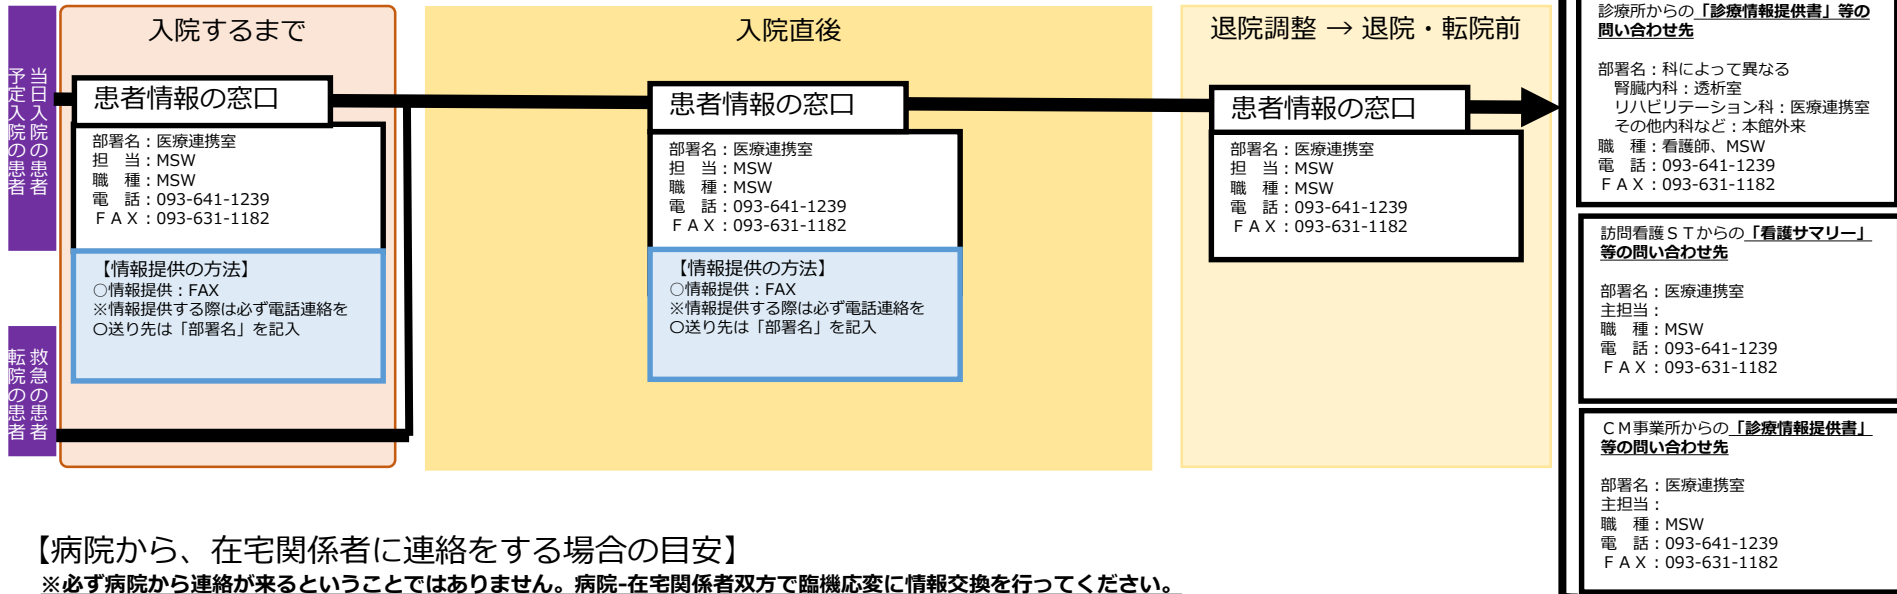 当日入院の患者
予定入院の患者
救急の患者
転院の患者
入院するまで
患者情報の窓口
部署名：医療連携室
担　当：MSW
職　種：MSW
電　話：093-641-1239
ＦＡＸ：093-631-1182
【情報提供の方法】
○情報提供：FAX
※情報提供する際は必ず電話連絡を
〇送り先は「部署名」を記入
入院直後
患者情報の窓口
部署名：医療連携室
担　当：MSW
職　種：MSW
電　話：093-641-1239
ＦＡＸ：093-631-1182
【情報提供の方法】
○情報提供：FAX
※情報提供する際は必ず電話連絡を
〇送り先は「部署名」を記入
退院調整 → 退院・転院前
患者情報の窓口
部署名：医療連携室
担　当：MSW
職　種：MSW
電　話：093-641-1239
ＦＡＸ：093-631-1182
診療所からの「診療情報提供書」等の
問い合わせ先
部署名：科によって異なる
腎臓内科：透析室
リハビリテーション科：医療連携室
その他内科など：本館外来
職　種：看護師、MSW
電　話：093-641-1239
ＦＡＸ：093-631-1182
訪問看護ＳＴからの「看護サマリー」
等の問い合わせ先
部署名：医療連携室
主担当：
職　種：MSW
電　話：093-641-1239
ＦＡＸ：093-631-1182
ＣＭ事業所からの「診療情報提供書」
等の問い合わせ先
部署名：医療連携室
主担当：
職　種：MSW
電　話：093-641-1239
ＦＡＸ：093-631-1182
【病院から、在宅関係者に連絡をする場合の目安】
※必ず病院から連絡が来るということではありません。病院-在宅関係者双方で臨機応変に情報交換を行ってください。